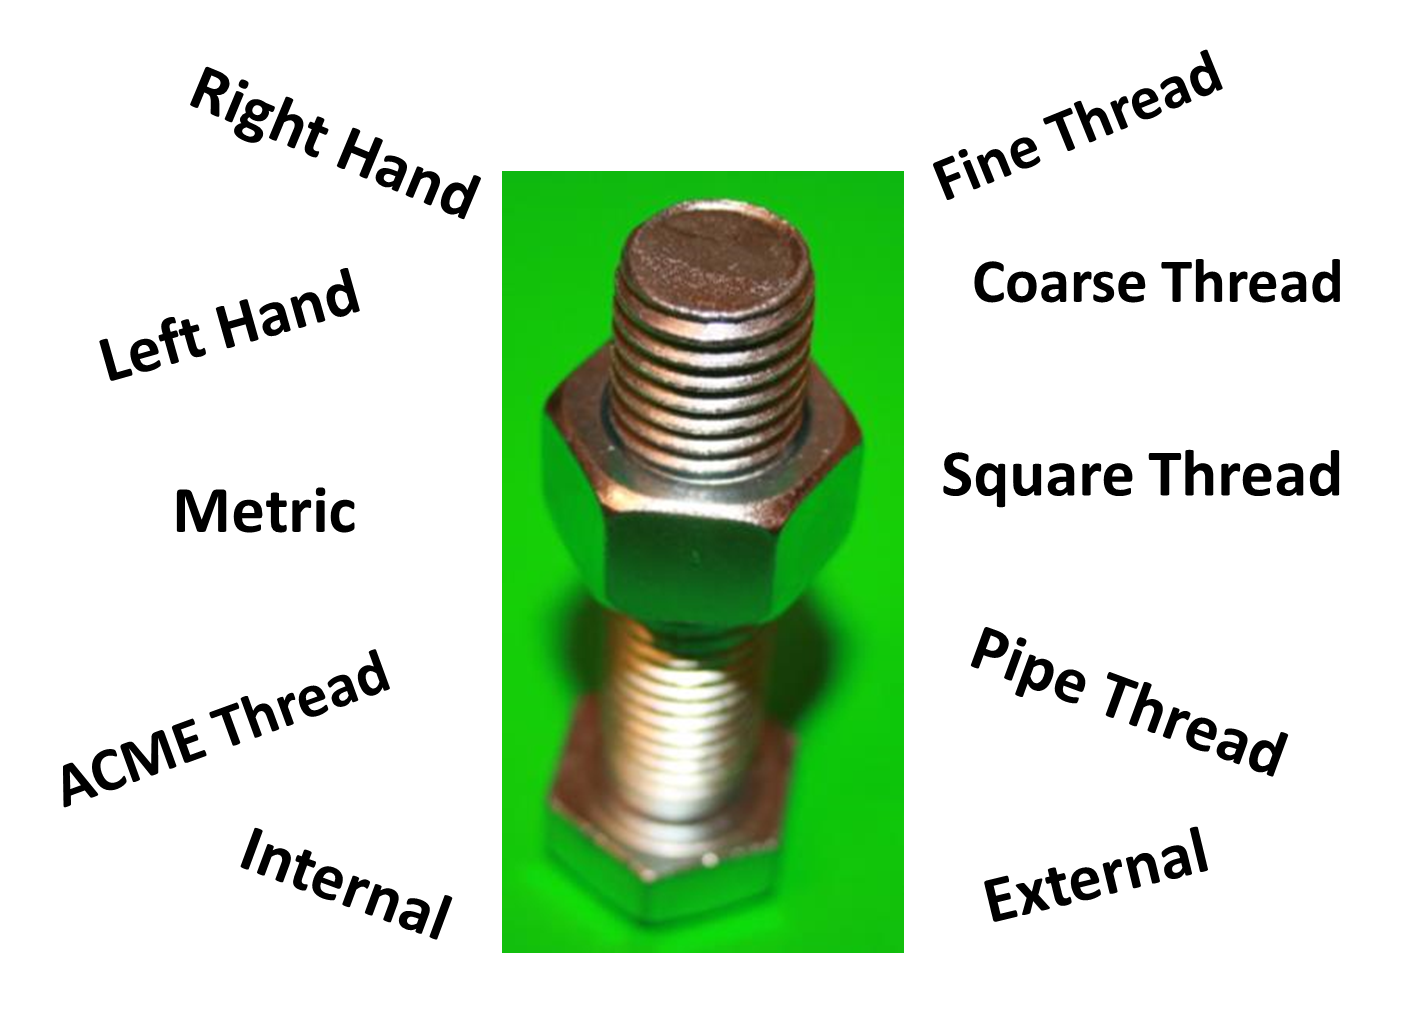 Right Hand
Fine Thread
Left Hand
Coarse Thread
Metric
Square Thread
ACME Thread
Pipe Thread
Internal
External